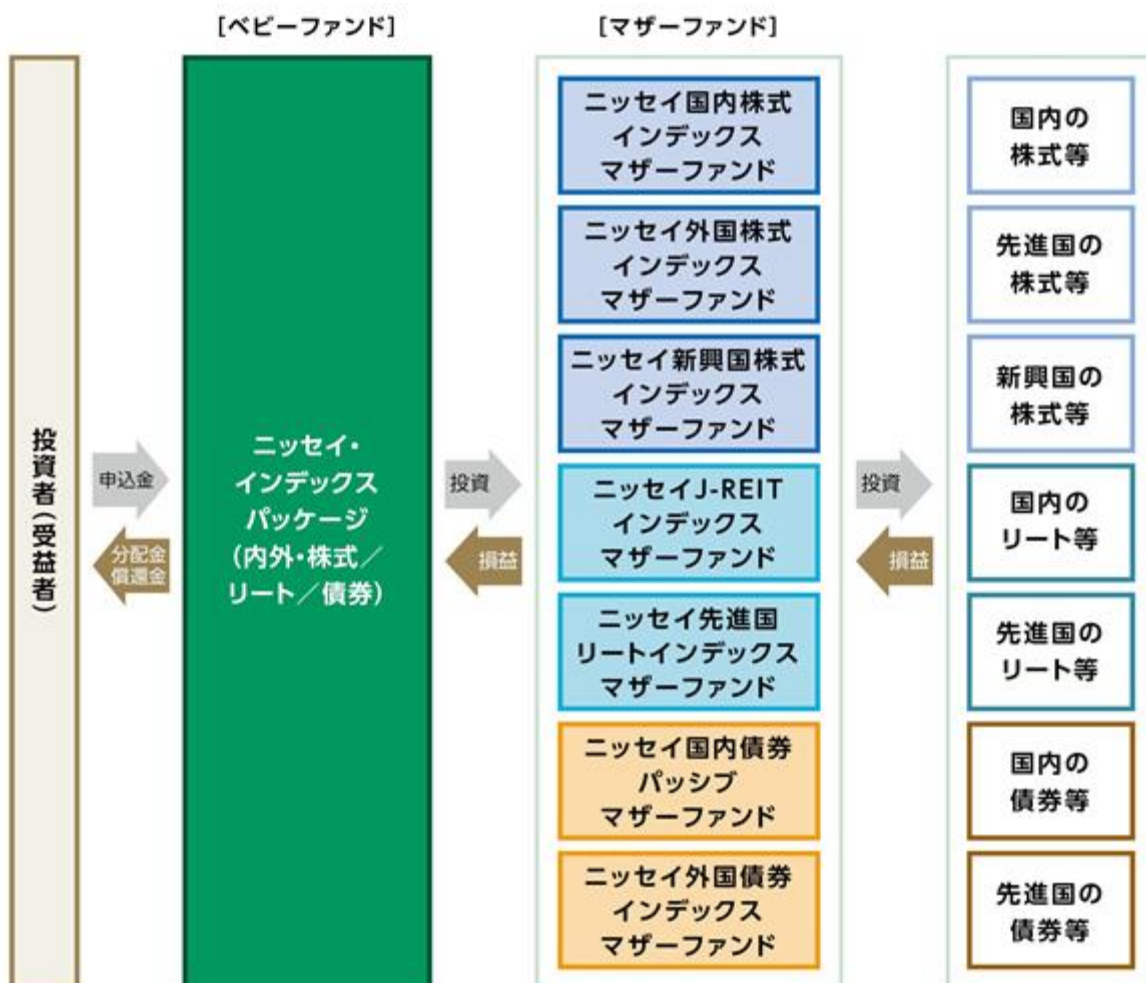 [ベビーファンド]
[マザーファンド]
投資者(受益者)
申込金
分配金
償還金
ニッセイ・
インデックス
パッケージ
(内外・株式／
リート／債券)
投資
損益
ニッセイ国内株式
インデックス
マザーファンド
ニッセイ外国株式
インデックス
マザーファンド
ニッセイ新興国株式
インデックス
マザーファンド
ニッセイJ-REIT
インデックス
マザーファンド
ニッセイ先進国
リートインデックス
マザーファンド
ニッセイ国内債券
パッシブ
マザーファンド
ニッセイ外国債券
インデックス
マザーファンド
投資
損益
国内の
株式等
先進国の
株式等
新興国の
株式等
国内の
リート等
先進国の
リート等
国内の
債券等
先進国の
債券等